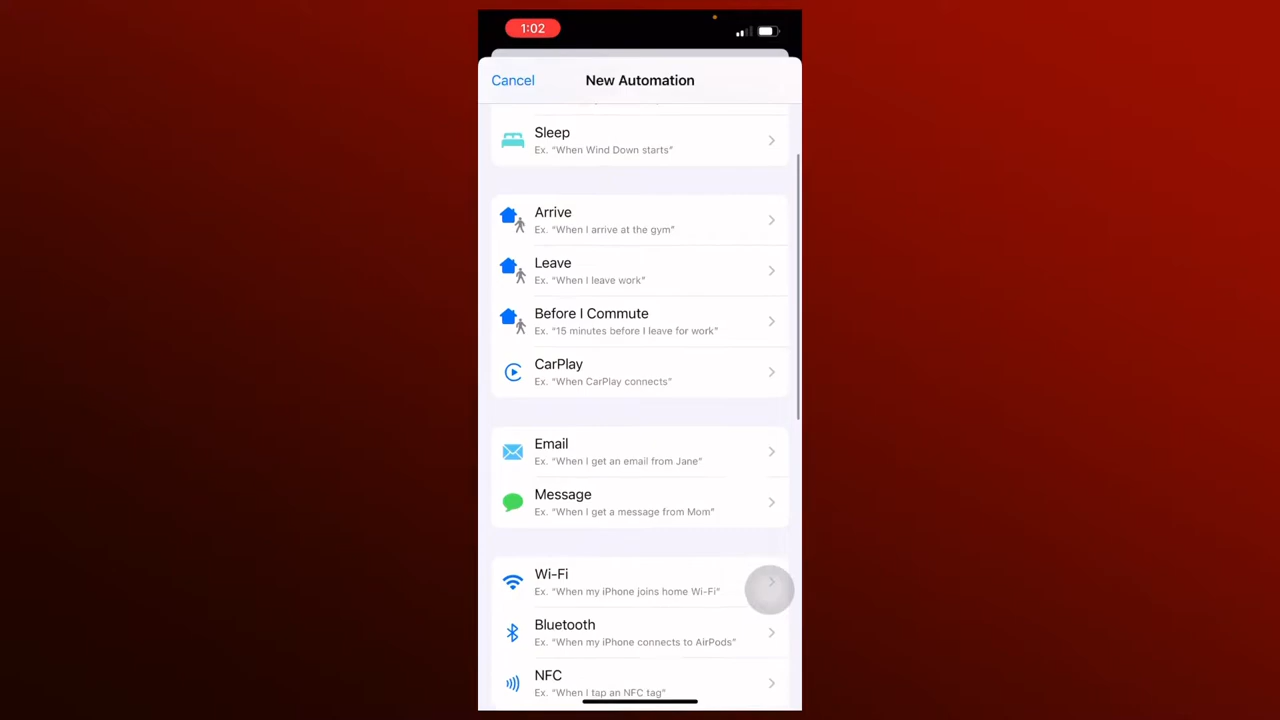 1:02
Cancel
New Automation
Sleep
Ex. “When Wind Down starts”
Arrive
Ex. “When I arrive at the gym”
Leave
Ex. “When I leave work”
Before I Commute
Ex. “15 minutes before I leave for work”
CarPlay
Ex. “When CarPlay connects”
Email
Ex. “When I get an email from Jane”
Message
Ex. “When I get a message from Mom”
Wi-Fi
Ex. “When my iPhone joins home Wi-Fi”
Bluetooth
Ex. “When my iPhone connects to AirPods”
NFC
Ex. “When I tap an NFC tag”